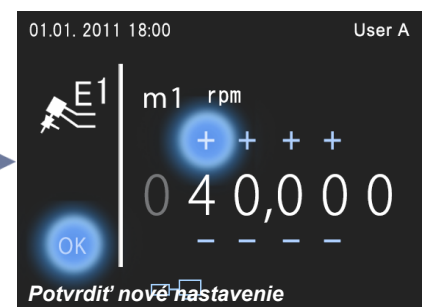 01.01. 2011 18:00 User A
E1 m1 rpm
+ + + +
0 4 0,0 0 0
− − − −
OK
Potvrdiť nové nastavenie